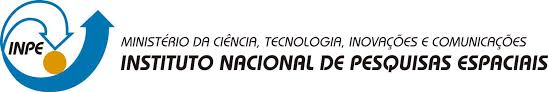 INPE
MINISTÉRIO DA CIÊNCIA, TECNOLOGIA, INOVAÇÕES E COMUNICAÇÕES
INSTITUTO NACIONAL DE PESQUISAS ESPACIAIS